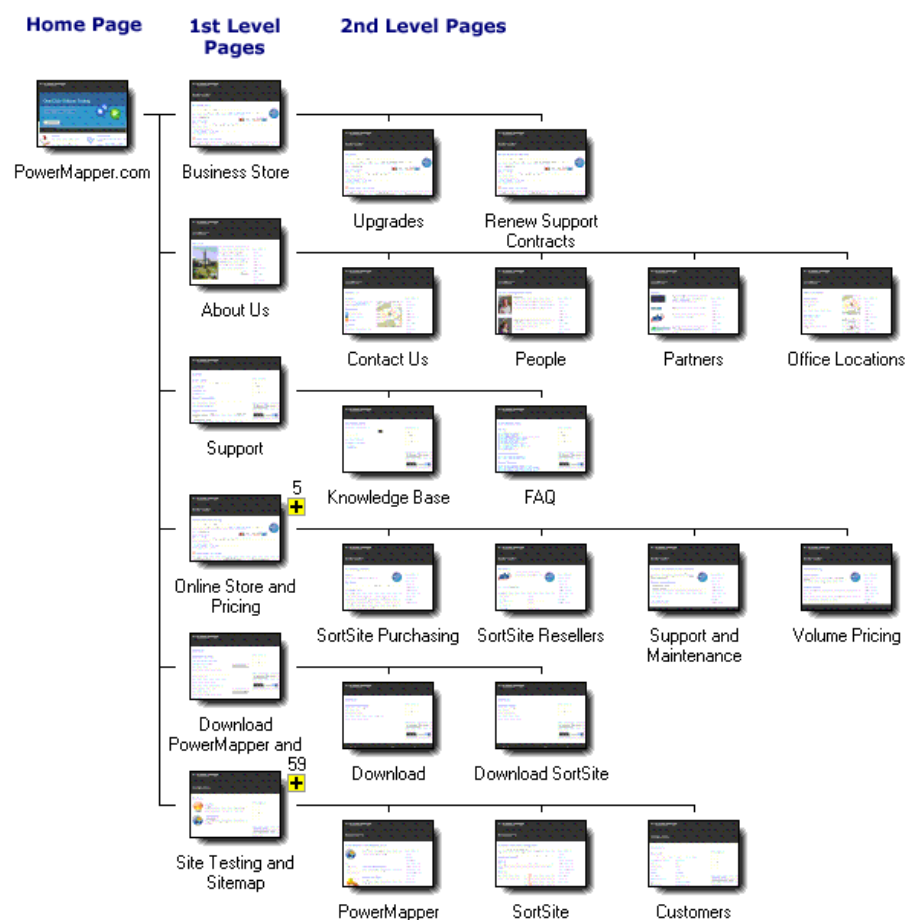 Home Page
1st Level
Pages
2nd Level Pages
PowerMapper.com
Business Store
Upgrades
Renew Support
Contracts
About Us
Contact Us
People
Partners
Office Locations
Support
Knowledge Base
FAQ
5
Online Store and
Pricing
SortSite Purchasing
SortSite Resellers
Support and
Maintenance
Volume Pricing
Download
PowerMapper and
Download
Download SortSite
59
Site Testing and
Sitemap
PowerMapper
SortSite
Customers